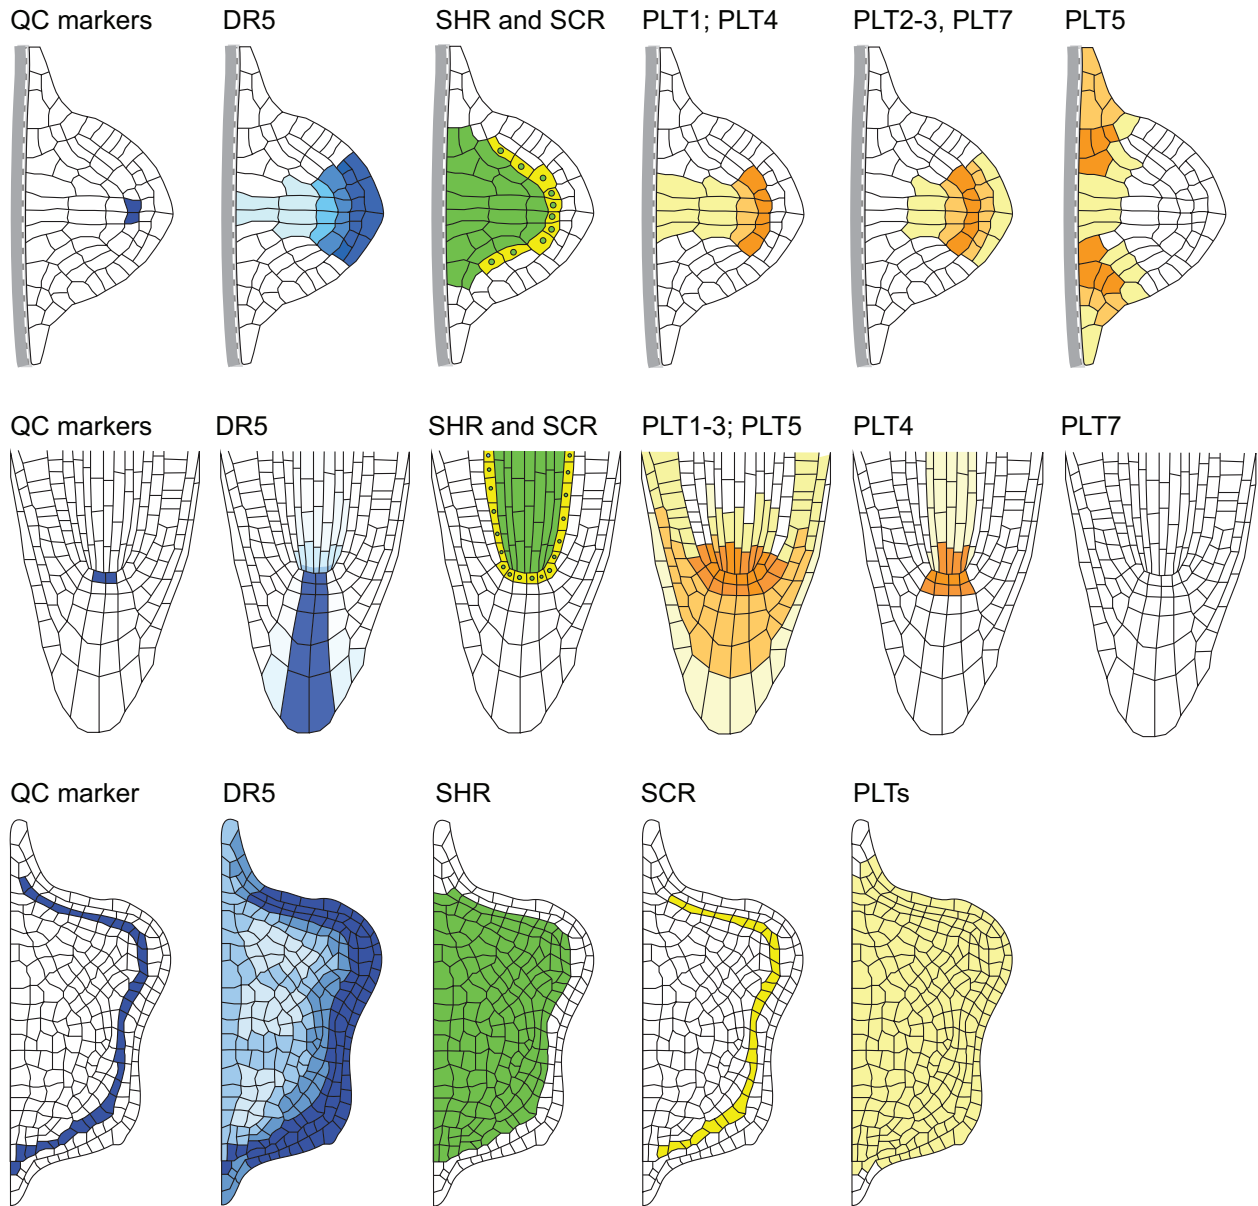 QC markers DR5 SHR and SCR PLT1; PLT4 PLT2-3, PLT7 PLT5
QC markers DR5 SHR and SCR PLT1-3; PLT5 PLT4 PLT7
QC marker DR5 SHR SCR PLTs